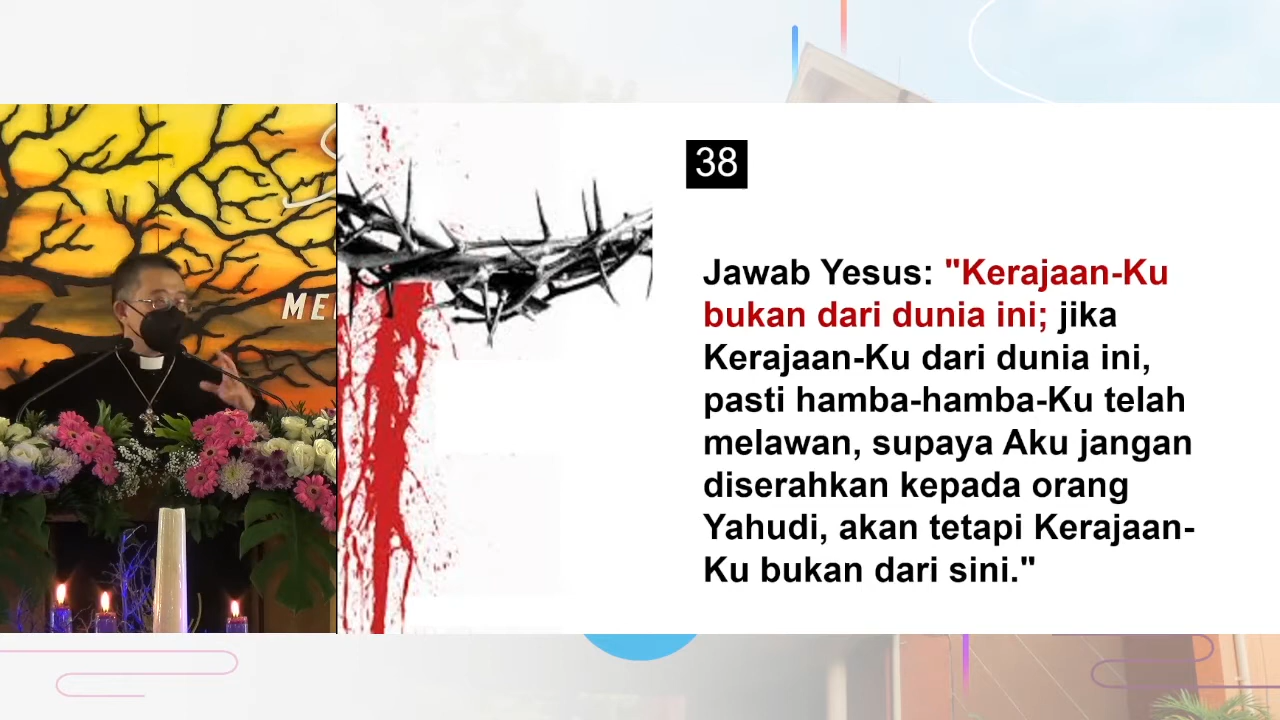 38
Jawab Yesus: "Kerajaan-Ku
bukan dari dunia ini; jika
Kerajaan-Ku dari dunia ini,
pasti hamba-hamba-Ku telah
melawan, supaya Aku jangan
diserahkan kepada orang
Yahudi, akan tetapi Kerajaan-
Ku bukan dari sini."